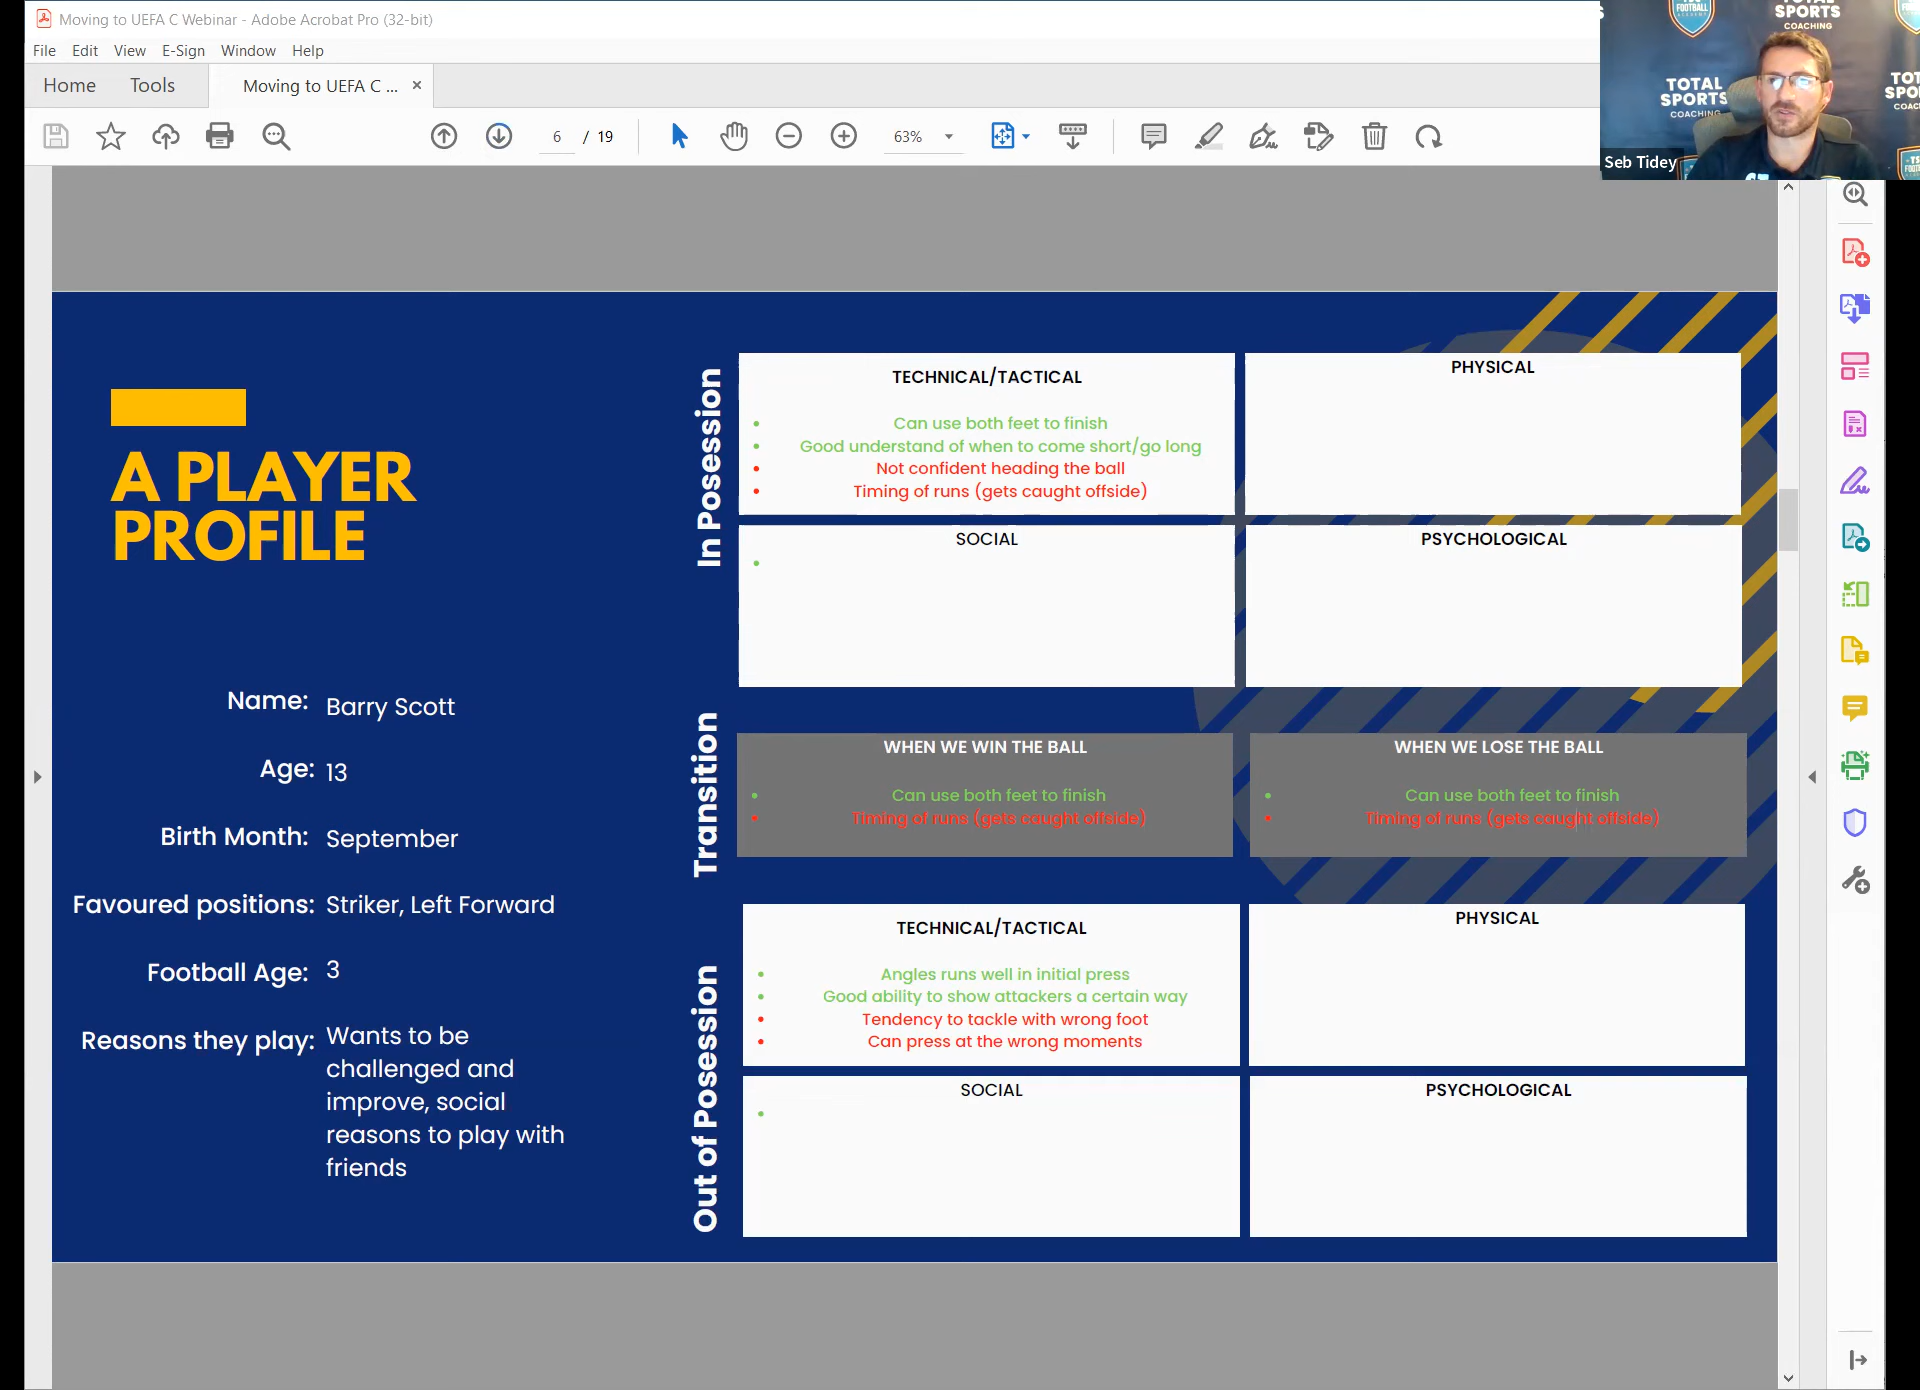 Moving to UEFA C Webinar - Adobe Acrobat Pro (32-bit)
File Edit View E-Sign Window Help
Home Tools Moving to UEFA C ... ×
6 / 19 63%
FOOTBALL
TOTAL
SPORTS
COACHING
SPORTS
COACHING
Seb Tidey
A PLAYER
PROFILE
Name: Barry Scott
Age: 13
Birth Month: September
Favoured positions: Striker, Left Forward
Football Age: 3
Reasons they play: Wants to be
challenged and
improve, social
reasons to play with
friends
In Posession
TECHNICAL/TACTICAL
• Can use both feet to finish
• Good understand of when to come short/go long
• Not confident heading the ball
• Timing of runs (gets caught offside)
PHYSICAL
SOCIAL
•
PSYCHOLOGICAL
Transition
WHEN WE WIN THE BALL
• Can use both feet to finish
• Timing of runs (gets caught offside)
WHEN WE LOSE THE BALL
• Can use both feet to finish
• Timing of runs (gets caught offside)
Out of Posession
TECHNICAL/TACTICAL
• Angles runs well in initial press
• Good ability to show attackers a certain way
• Tendency to tackle with wrong foot
• Can press at the wrong moments
PHYSICAL
SOCIAL
•
PSYCHOLOGICAL